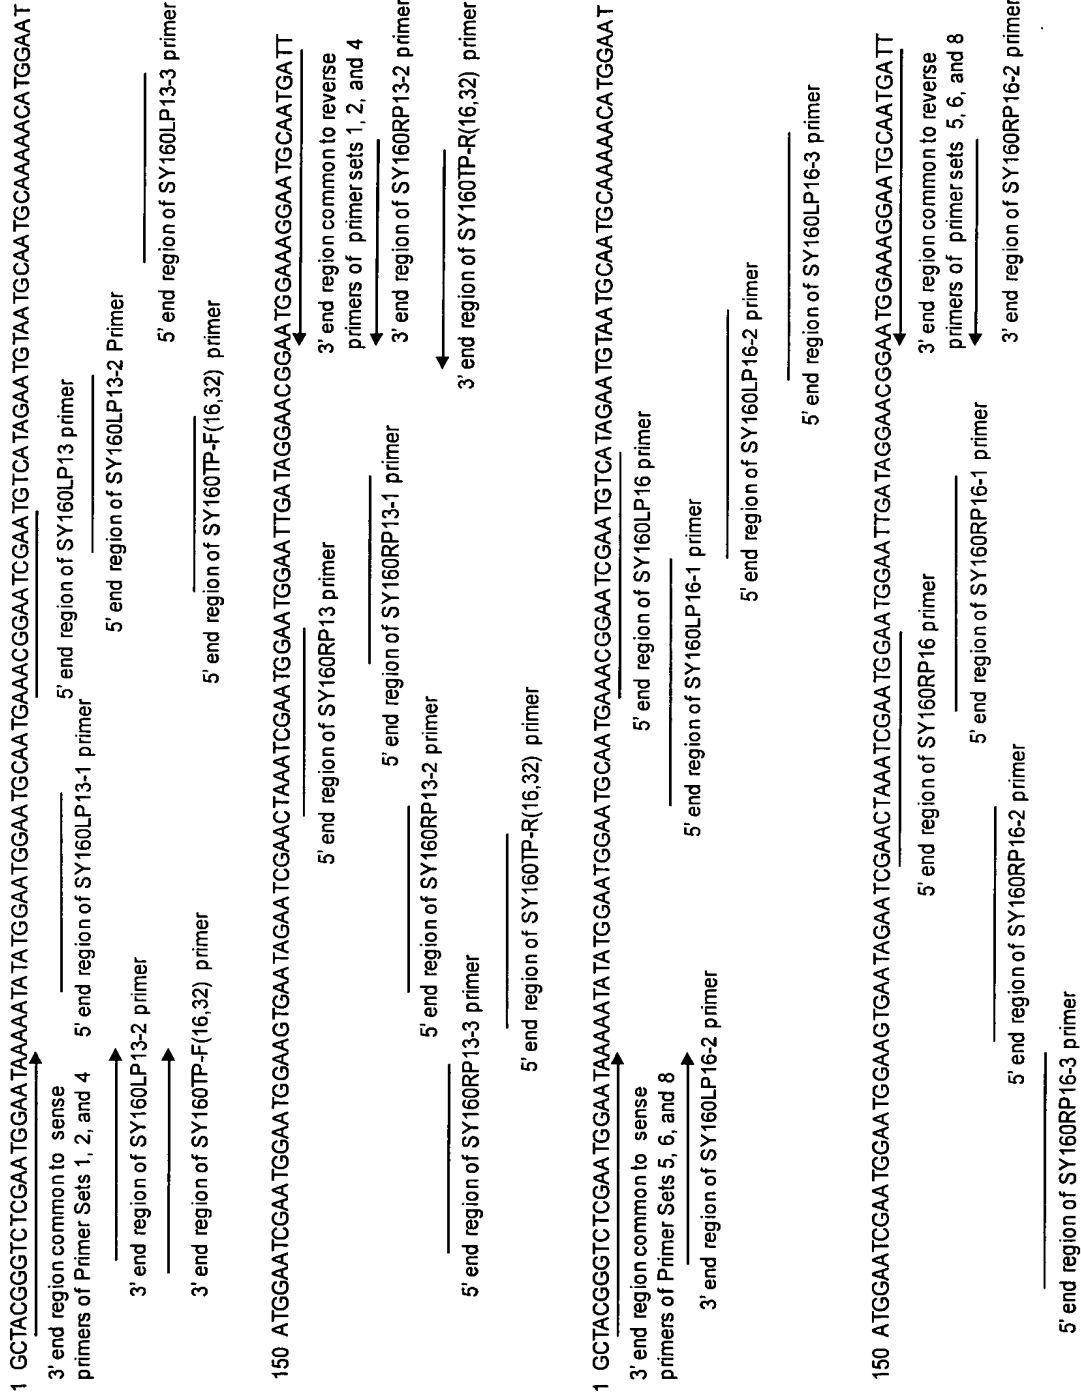 1 GCTACGGGTCTCGAATGGAATAAAAATATATGGAATGGAATGCAATGAAACGGAATCGAATGTCATAGAATGTAATGCAATGCAAAAACATGGAAT
3' end region common to sense
primers of Primer Sets 1, 2, and 4
5' end region of SY160LP13-1 primer
5' end region of SY160LP13 primer
5' end region of SY160LP13-2 Primer
5' end region of SY160LP13-3 primer
3' end region of SY160LP13-2 primer
3' end region of SY160TP-F(16,32) primer
5' end region of SY160TP-F(16,32) primer
150 ATGGAATCGAATGGAATGGAAGTGAATAGAATCGAACTAAATCGAATGGAATGGAATTGATAGGAACGGAATGGAAAGGAATGCAATGATT
5' end region of SY160RP13 primer
3' end region common to reverse
primers of primer sets 1, 2, and 4
5' end region of SY160RP13-1 primer
3' end region of SY160RP13-2 primer
5' end region of SY160RP13-2 primer
3' end region of SY160TP-R(16,32) primer
5' end region of SY160RP13-3 primer
5' end region of SY160TP-R(16,32) primer
1 GCTACGGGTCTCGAATGGAATAAAAATATATGGAATGGAATGCAATGAAACGGAATCGAATGTCATAGAATGTAATGCAATGCAAAAACATGGAAT
3' end region common to sense
primers of Primer Sets 5, 6, and 8
5' end region of SY160LP16 primer
5' end region of SY160LP16-1 primer
3' end region of SY160LP16-2 primer
5' end region of SY160LP16-2 primer
5' end region of SY160LP16-3 primer
150 ATGGAATCGAATGGAATGGAAGTGAATAGAATCGAACTAAATCGAATGGAATGGAATTGATAGGAACGGAATGGAAAGGAATGCAATGATT
5' end region of SY160RP16 primer
3' end region common to reverse
primers of primer sets 5, 6, and 8
5' end region of SY160RP16-1 primer
3' end region of SY160RP16-2 primer
5' end region of SY160RP16-2 primer
5' end region of SY160RP16-3 primer